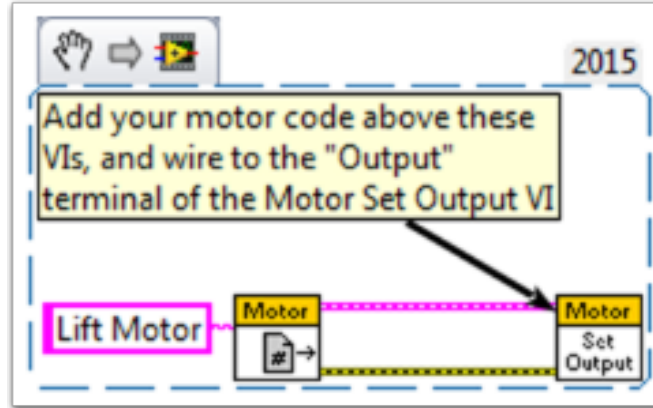 2015
Add your motor code above these
VIs, and wire to the "Output"
terminal of the Motor Set Output VI
Lift Motor
Motor
#
Motor
Set
Output